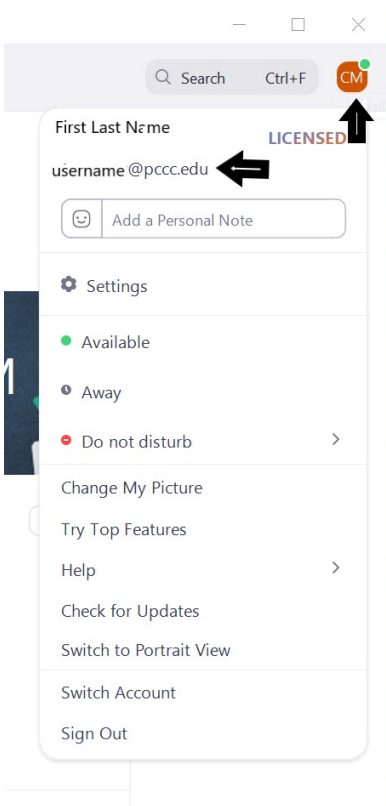 Search Ctrl+F
CM
First Last Name
LICENSED
username @pccc.edu
Add a Personal Note
Settings
Available
Away
Do not disturb
Change My Picture
Try Top Features
Help
Check for Updates
Switch to Portrait View
Switch Account
Sign Out